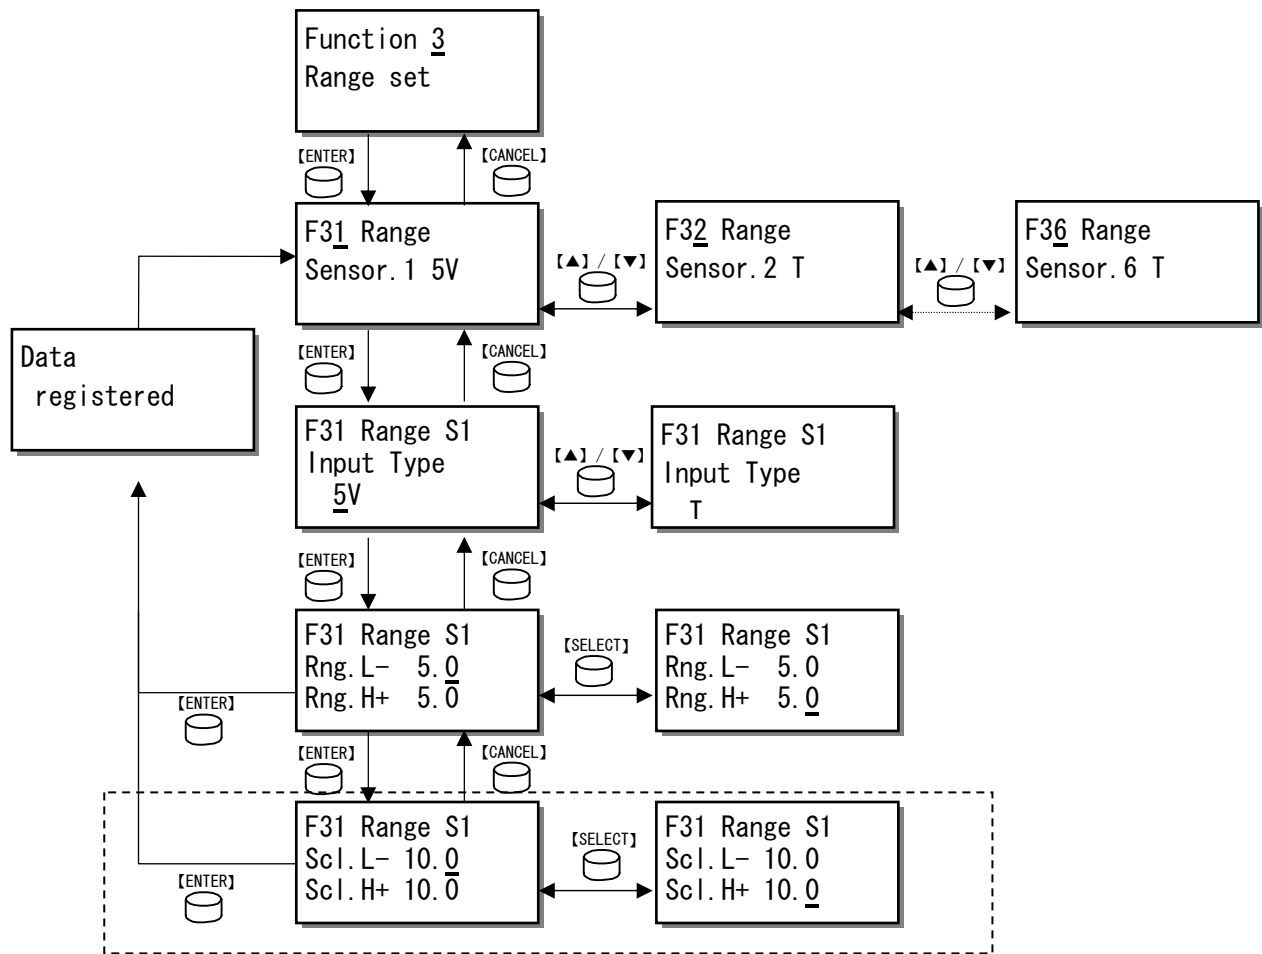 Function 3
Range set
【ENTER】
【CANCEL】
F31 Range
Sensor.1 5V
【▲】/【▼】
F32 Range
Sensor.2 T
【▲】/【▼】
F36 Range
Sensor.6 T
Data
registered
【ENTER】
【CANCEL】
F31 Range S1
Input Type
5V
【▲】/【▼】
F31 Range S1
Input Type
T
【ENTER】
【CANCEL】
F31 Range S1
Rng.L- 5.0
Rng.H+ 5.0
【SELECT】
F31 Range S1
Rng.L- 5.0
Rng.H+ 5.0
【ENTER】
【ENTER】
【CANCEL】
F31 Range S1
Scl.L- 10.0
Scl.H+ 10.0
【SELECT】
F31 Range S1
Scl.L- 10.0
Scl.H+ 10.0
【ENTER】